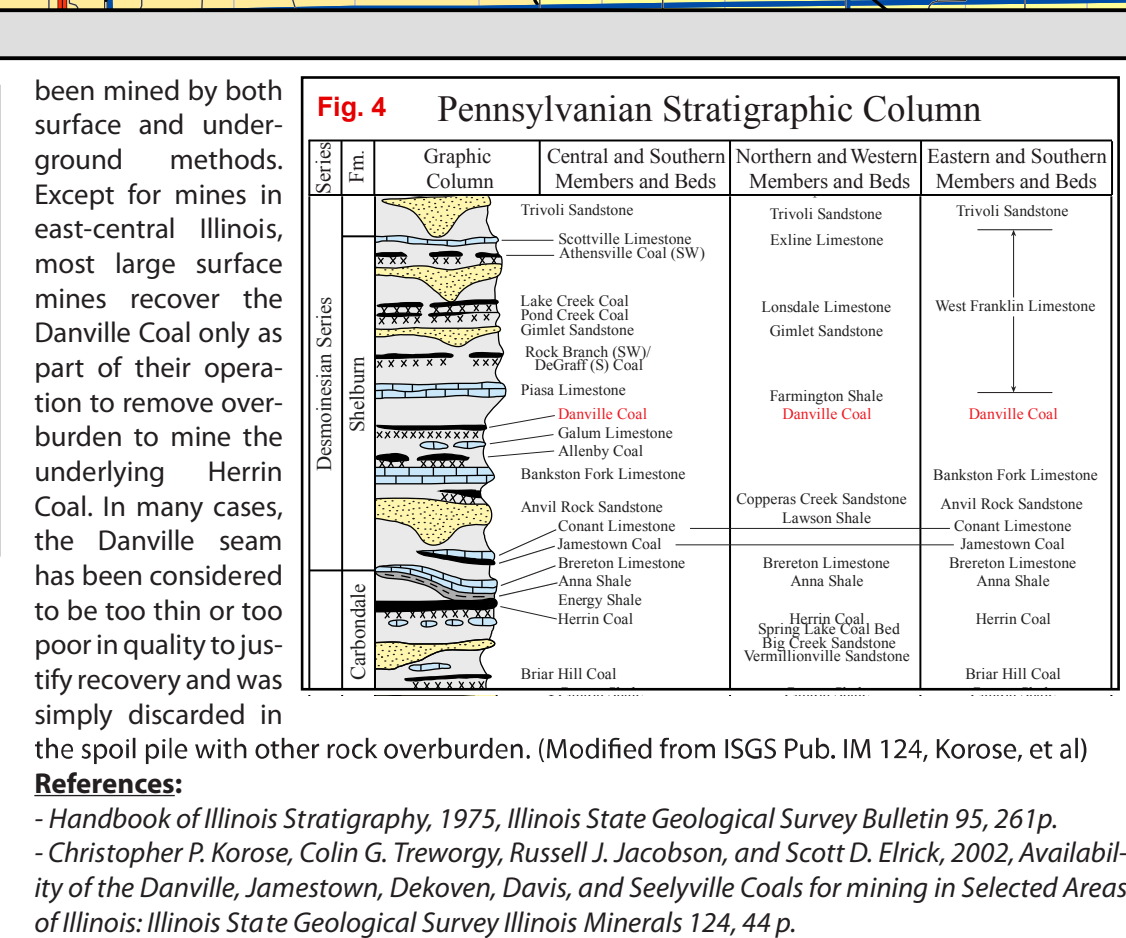 been mined by both
surface and under-
ground methods.
Except for mines in
east-central Illinois,
most large surface
mines recover the
Danville Coal only as
part of their opera-
tion to remove over-
burden to mine the
underlying Herrin
Coal. In many cases,
the Danville seam
has been considered
to be too thin or too
poor in quality to jus-
tify recovery and was
simply discarded in
the spoil pile with other rock overburden. (Modified from ISGS Pub. IM 124, Korose, et al)
References:
- Handbook of Illinois Stratigraphy, 1975, Illinois State Geological Survey Bulletin 95, 261p.
- Christopher P. Korose, Colin G. Treworgy, Russell J. Jacobson, and Scott D. Elrick, 2002, Availabil-
ity of the Danville, Jamestown, Dekoven, Davis, and Seelyville Coals for mining in Selected Areas
of Illinois: Illinois State Geological Survey Illinois Minerals 124, 44 p.
Fig. 4 Pennsylvanian Stratigraphic Column
Series
Fm.
Graphic
Column
Central and Southern
Members and Beds
Northern and Western
Members and Beds
Eastern and Southern
Members and Beds
Desmoinesian Series
Shelburn
Carbondale
Trivoli Sandstone
Scottville Limestone
Athensville Coal (SW)
Lake Creek Coal
Pond Creek Coal
Gimlet Sandstone
Rock Branch (SW)/
DeGraff (S) Coal
Piasa Limestone
Danville Coal
Galum Limestone
Allenby Coal
Bankston Fork Limestone
Anvil Rock Sandstone
Conant Limestone
Jamestown Coal
Brereton Limestone
Anna Shale
Energy Shale
Herrin Coal
Briar Hill Coal
Trivoli Sandstone
Exline Limestone
Lonsdale Limestone
Gimlet Sandstone
Farmington Shale
Danville Coal
Copperas Creek Sandstone
Lawson Shale
Brereton Limestone
Anna Shale
Herrin Coal
Spring Lake Coal Bed
Big Creek Sandstone
Vermillionville Sandstone
Trivoli Sandstone
West Franklin Limestone
Danville Coal
Bankston Fork Limestone
Anvil Rock Sandstone
Conant Limestone
Jamestown Coal
Brereton Limestone
Anna Shale
Herrin Coal
Briar Hill Coal